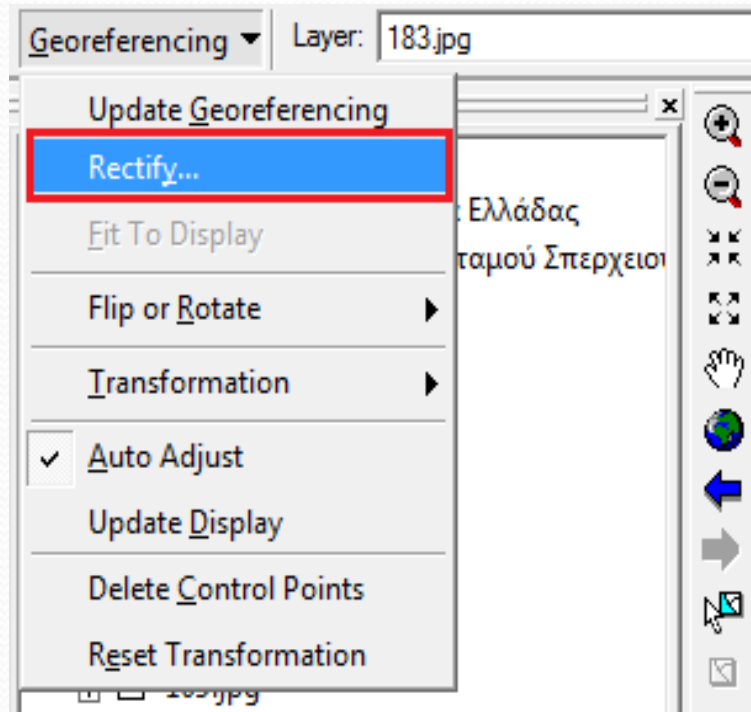 Georeferencing Layer: 183.jpg
Update Georeferencing
Rectify...
Ελλάδας
Fit To Display
ταμού Σπερχειού
Flip or Rotate
Transformation
Auto Adjust
Update Display
Delete Control Points
Reset Transformation